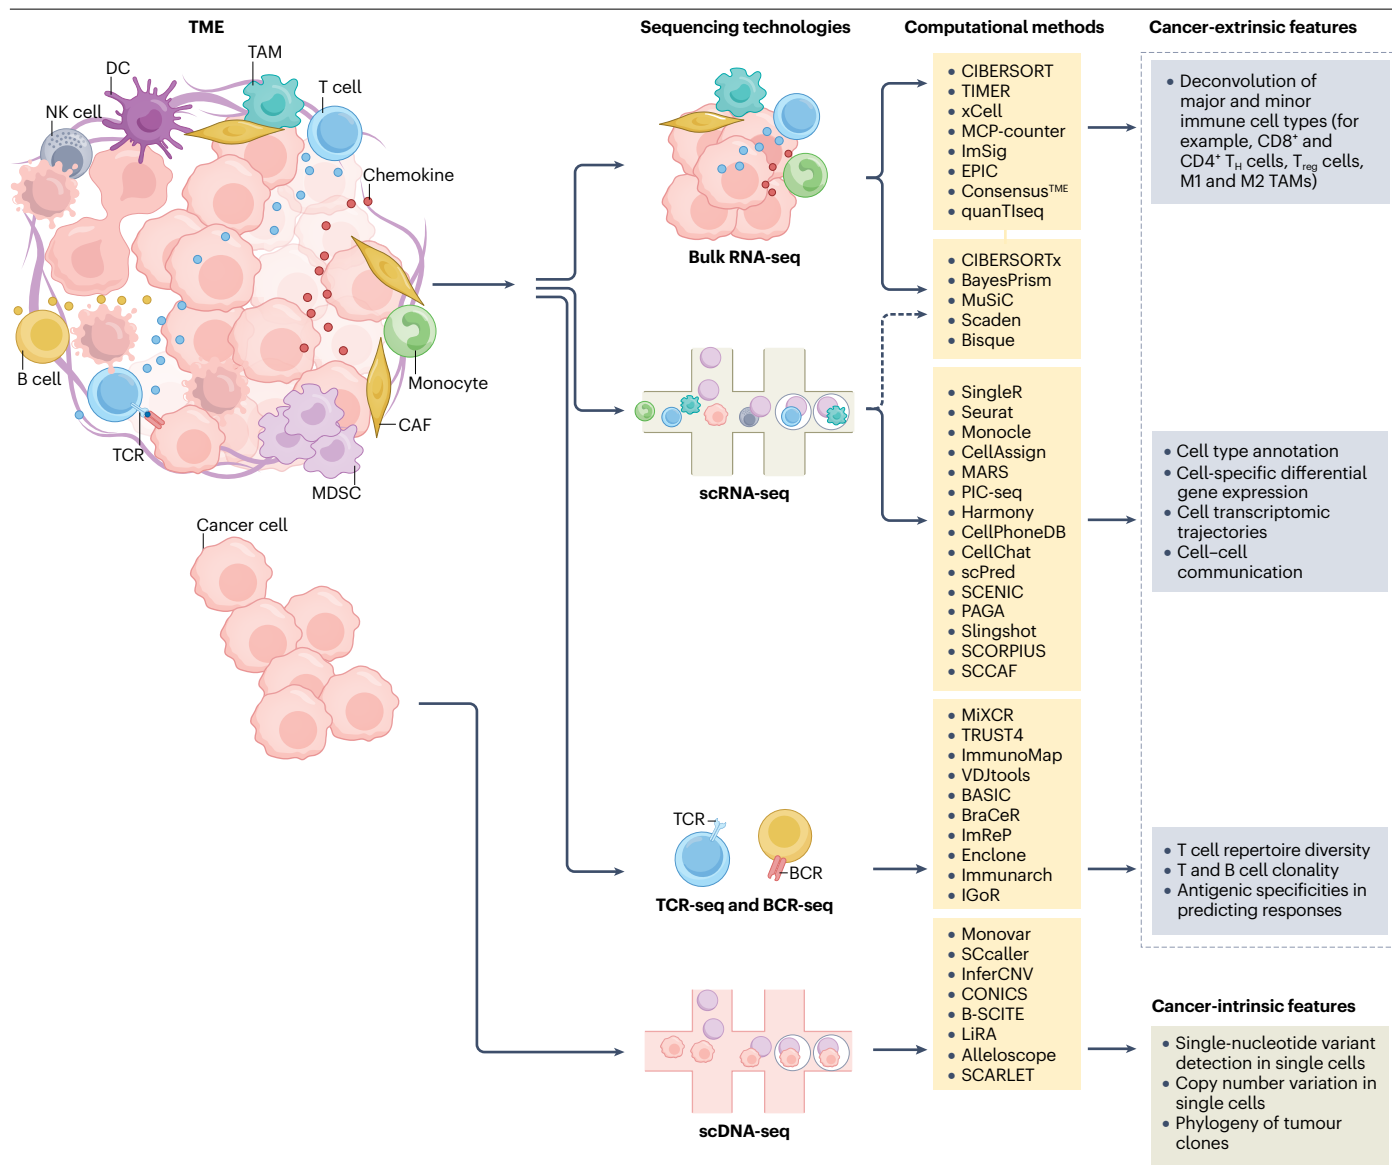 TME
Sequencing technologies
Computational methods
Cancer-extrinsic features
TAM
DC
T cell
NK cell
Chemokine
B cell
Monocyte
CAF
TCR
MDSC
Cancer cell
Bulk RNA-seq
scRNA-seq
TCR
BCR
TCR-seq and BCR-seq
scDNA-seq
• CIBERSORT
• TIMER
• xCell
• MCP-counter
• ImSig
• EPIC
• Consensusᵀᴹᴱ
• quanTIseq
• CIBERSORTx
• BayesPrism
• MuSiC
• Scaden
• Bisque
• SingleR
• Seurat
• Monocle
• CellAssign
• MARS
• PIC-seq
• Harmony
• CellPhoneDB
• CellChat
• scPred
• SCENIC
• PAGA
• Slingshot
• SCORPIUS
• SCCAF
• MiXCR
• TRUST4
• ImmunoMap
• VDJtools
• BASIC
• BraCeR
• ImReP
• Enclone
• Immunarch
• IGoR
• Monovar
• SCcaller
• InferCNV
• CONICS
• B-SCITE
• LiRA
• Alleloscope
• SCARLET
• Deconvolution of
major and minor
immune cell types (for
example, CD8⁺ and
CD4⁺ T_H cells, T_reg cells,
M1 and M2 TAMs)
• Cell type annotation
• Cell-specific differential
gene expression
• Cell transcriptomic
trajectories
• Cell–cell
communication
• T cell repertoire diversity
• T and B cell clonality
• Antigenic specificities in
predicting responses
Cancer-intrinsic features
• Single-nucleotide variant
detection in single cells
• Copy number variation in
single cells
• Phylogeny of tumour
clones